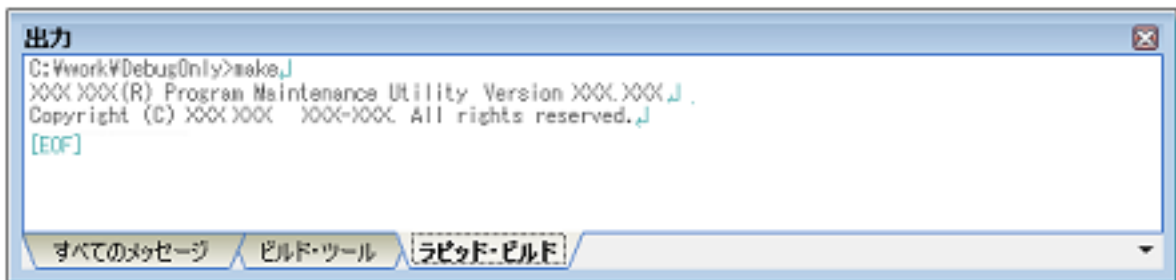 出力
C:¥work¥DebugOnly>make↲
XXX XXX(R) Program Maintenance Utility Version XXX.XXX↲
Copyright (C) XXX XXX XXX-XXX. All rights reserved.↲
[EOF]
すべてのメッセージ ビルド・ツール ラピッド・ビルド